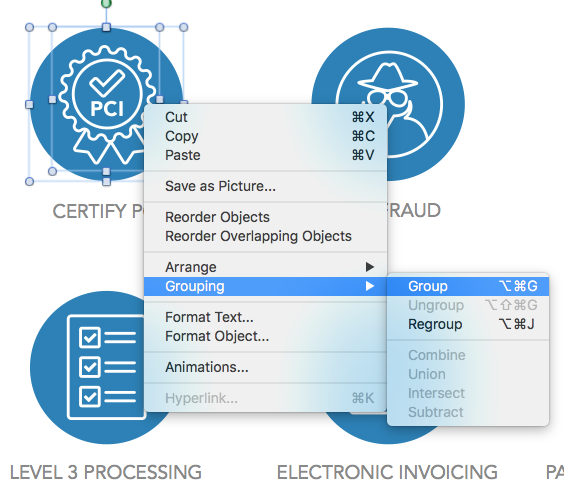 PCI
CERTIFY P
FRAUD
Cut ⌘X
Copy ⌘C
Paste ⌘V
Save as Picture...
Reorder Objects
Reorder Overlapping Objects
Arrange
Grouping
Format Text...
Format Object...
Animations...
Hyperlink... ⌘K
Group ⌥⌘G
Ungroup ⌥⇧⌘G
Regroup ⌥⌘J
Combine
Union
Intersect
Subtract
LEVEL 3 PROCESSING
ELECTRONIC INVOICING
PA